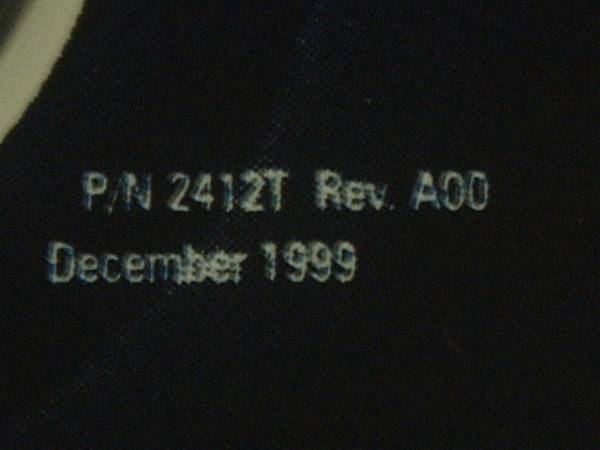 P/N 2412T Rev. A00
December 1999